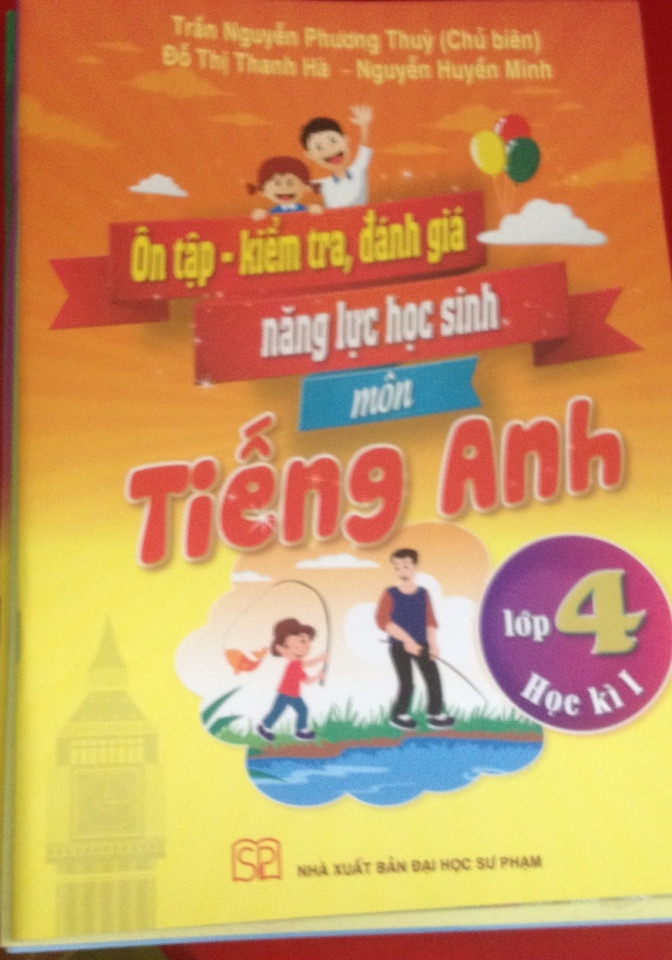 Trần Nguyễn Phương Thuỳ (Chủ biên)
Đỗ Thị Thanh Hà - Nguyễn Huyền Minh
Ôn tập - kiểm tra, đánh giá
năng lực học sinh
môn
Tiếng Anh
lớp 4
Học kì I
SP
NHÀ XUẤT BẢN ĐẠI HỌC SƯ PHẠM